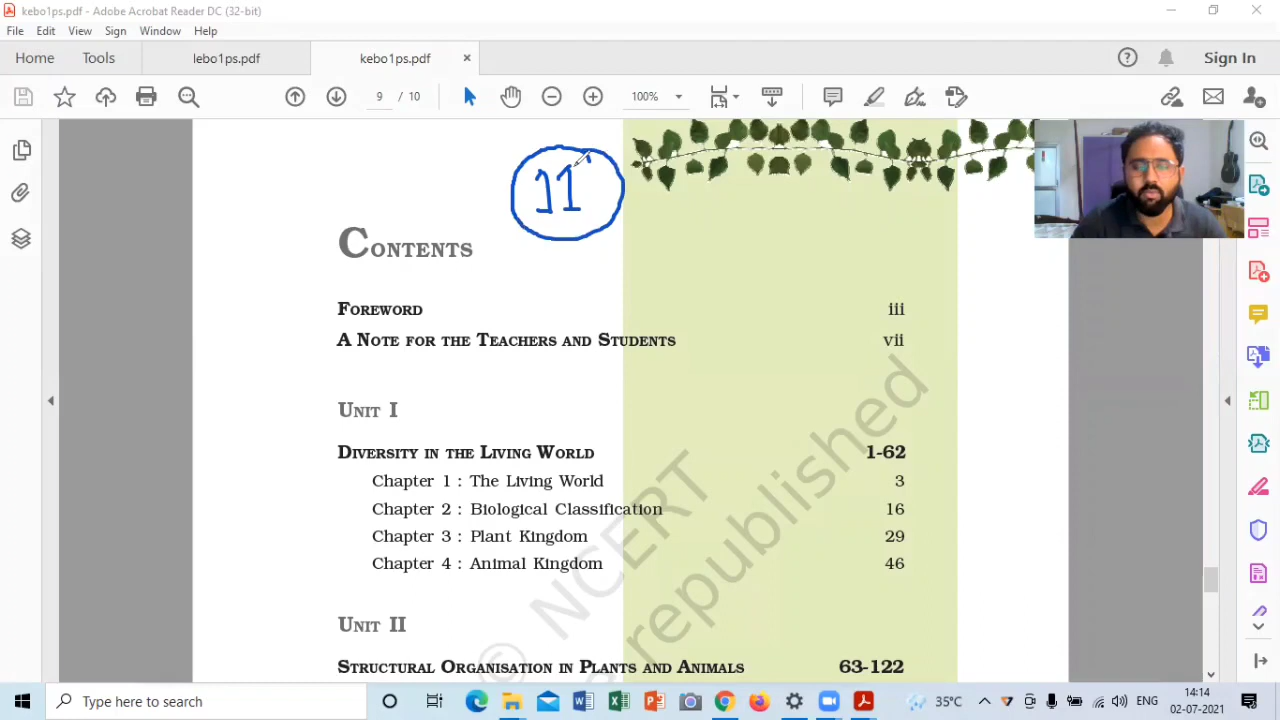 kebo1ps.pdf - Adobe Acrobat Reader DC (32-bit)
File Edit View Sign Window Help
Home Tools lebo1ps.pdf kebo1ps.pdf × Sign In
9 / 10 100%
11
CONTENTS
FOREWORD iii
A NOTE FOR THE TEACHERS AND STUDENTS vii
UNIT I
DIVERSITY IN THE LIVING WORLD 1-62
Chapter 1 : The Living World 3
Chapter 2 : Biological Classification 16
Chapter 3 : Plant Kingdom 29
Chapter 4 : Animal Kingdom 46
UNIT II
STRUCTURAL ORGANISATION IN PLANTS AND ANIMALS 63-122
© NCERT
republished
Type here to search
35°C ENG 14:14
02-07-2021